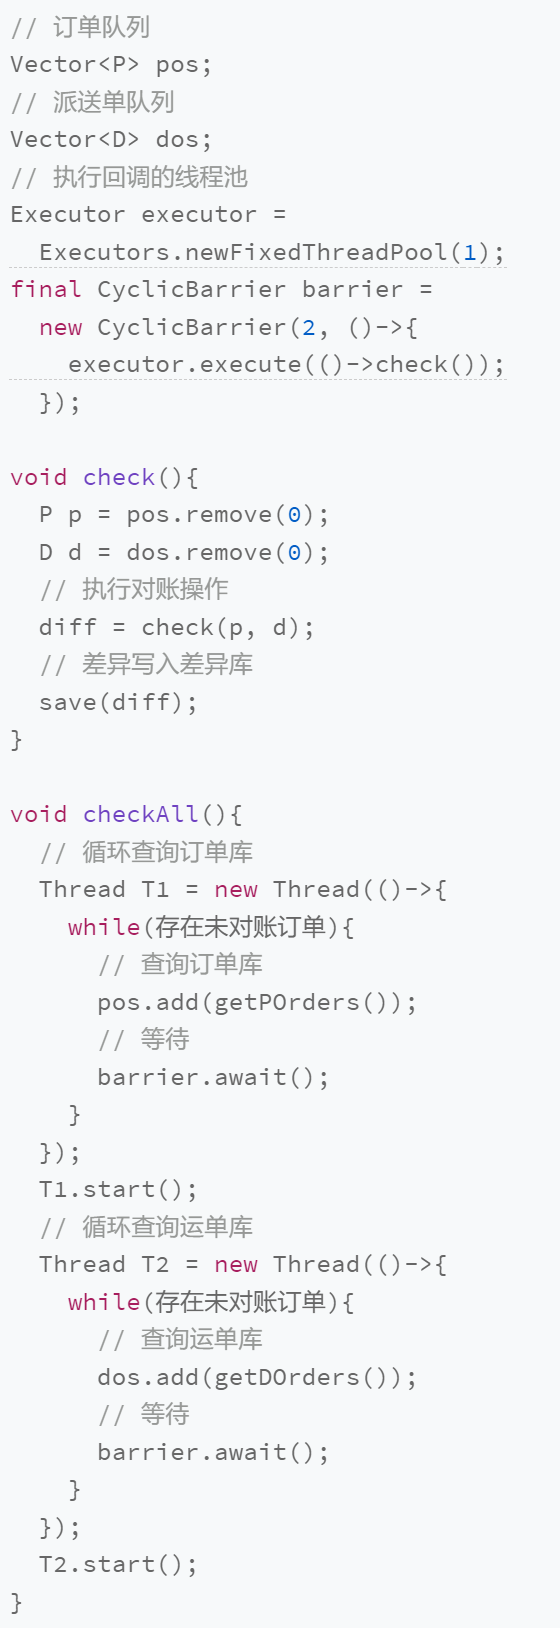 // 订单队列
Vector<P> pos;
// 派送单队列
Vector<D> dos;
// 执行回调的线程池
Executor executor =
  Executors.newFixedThreadPool(1);
final CyclicBarrier barrier =
  new CyclicBarrier(2, ()->{
    executor.execute(()->check());
  });

void check(){
  P p = pos.remove(0);
  D d = dos.remove(0);
  // 执行对账操作
  diff = check(p, d);
  // 差异写入差异库
  save(diff);
}

void checkAll(){
  // 循环查询订单库
  Thread T1 = new Thread(()->{
    while(存在未对账订单){
      // 查询订单库
      pos.add(getPOrders());
      // 等待
      barrier.await();
    }
  });
  T1.start();
  // 循环查询运单库
  Thread T2 = new Thread(()->{
    while(存在未对账订单){
      // 查询运单库
      dos.add(getDOrders());
      // 等待
      barrier.await();
    }
  });
  T2.start();
}